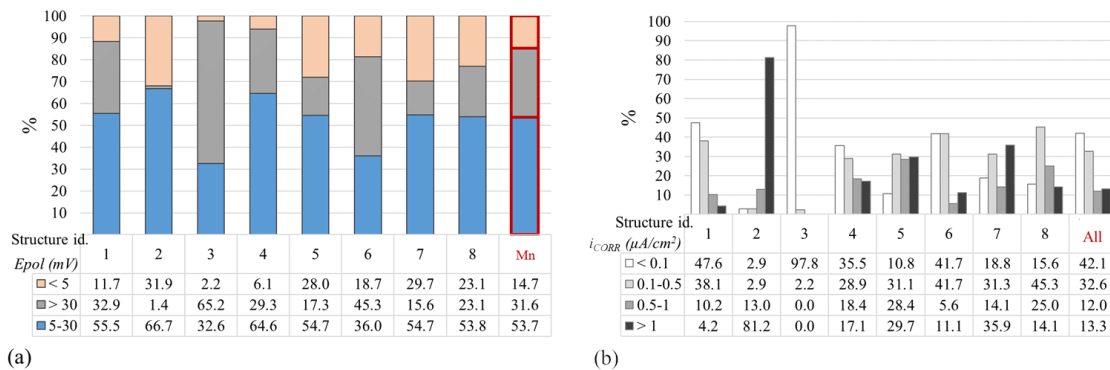 100
90
80
70
60
50
40
30
20
10
%
Structure id. 1 2 3 4 5 6 7 8 Mn
Epol (mV)
< 5 11.7 31.9 2.2 6.1 28.0 18.7 29.7 23.1 14.7
> 30 32.9 1.4 65.2 29.3 17.3 45.3 15.6 23.1 31.6
5-30 55.5 66.7 32.6 64.6 54.7 36.0 54.7 53.8 53.7
(a)
100
90
80
70
60
50
40
30
20
10
%
Structure id. 1 2 3 4 5 6 7 8 All
iCORR (µA/cm²)
< 0.1 47.6 2.9 97.8 35.5 10.8 41.7 18.8 15.6 42.1
0.1-0.5 38.1 2.9 2.2 28.9 31.1 41.7 31.3 45.3 32.6
0.5-1 10.2 13.0 0.0 18.4 28.4 5.6 14.1 25.0 12.0
> 1 4.2 81.2 0.0 17.1 29.7 11.1 35.9 14.1 13.3
(b)